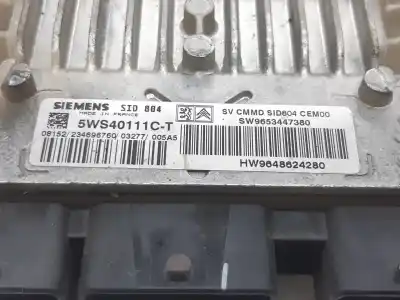 SIEMENS SID 804
MADE IN FRANCE
5WS40111C-T
08152/234696760/03277/ 005A5
SV CMMD SID804 CEM00
SW9653447380
HW9648624280